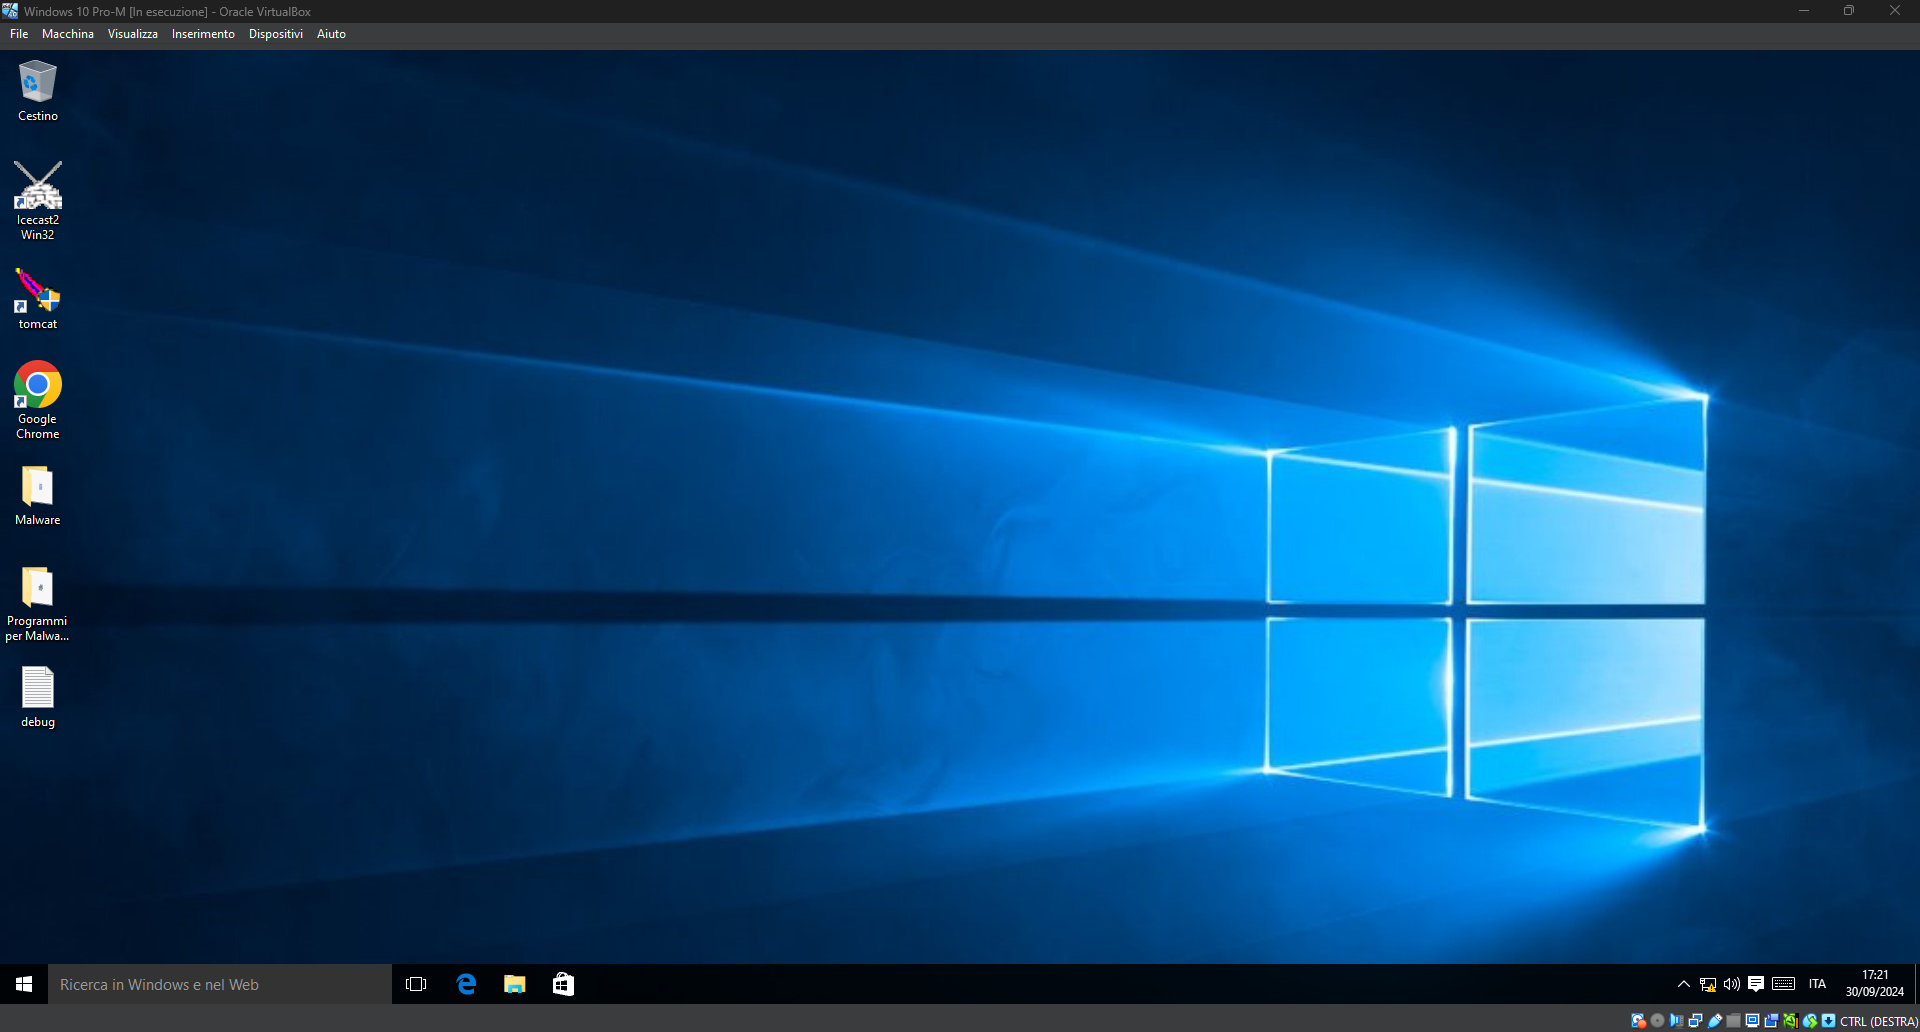 Windows 10 Pro-M [In esecuzione] - Oracle VirtualBox
File Macchina Visualizza Inserimento Dispositivi Aiuto
Cestino
Icecast2
Win32
tomcat
Google
Chrome
Malware
Programmi
per Malwa...
debug
Ricerca in Windows e nel Web
ITA
17:21
30/09/2024
CTRL (DESTRA)